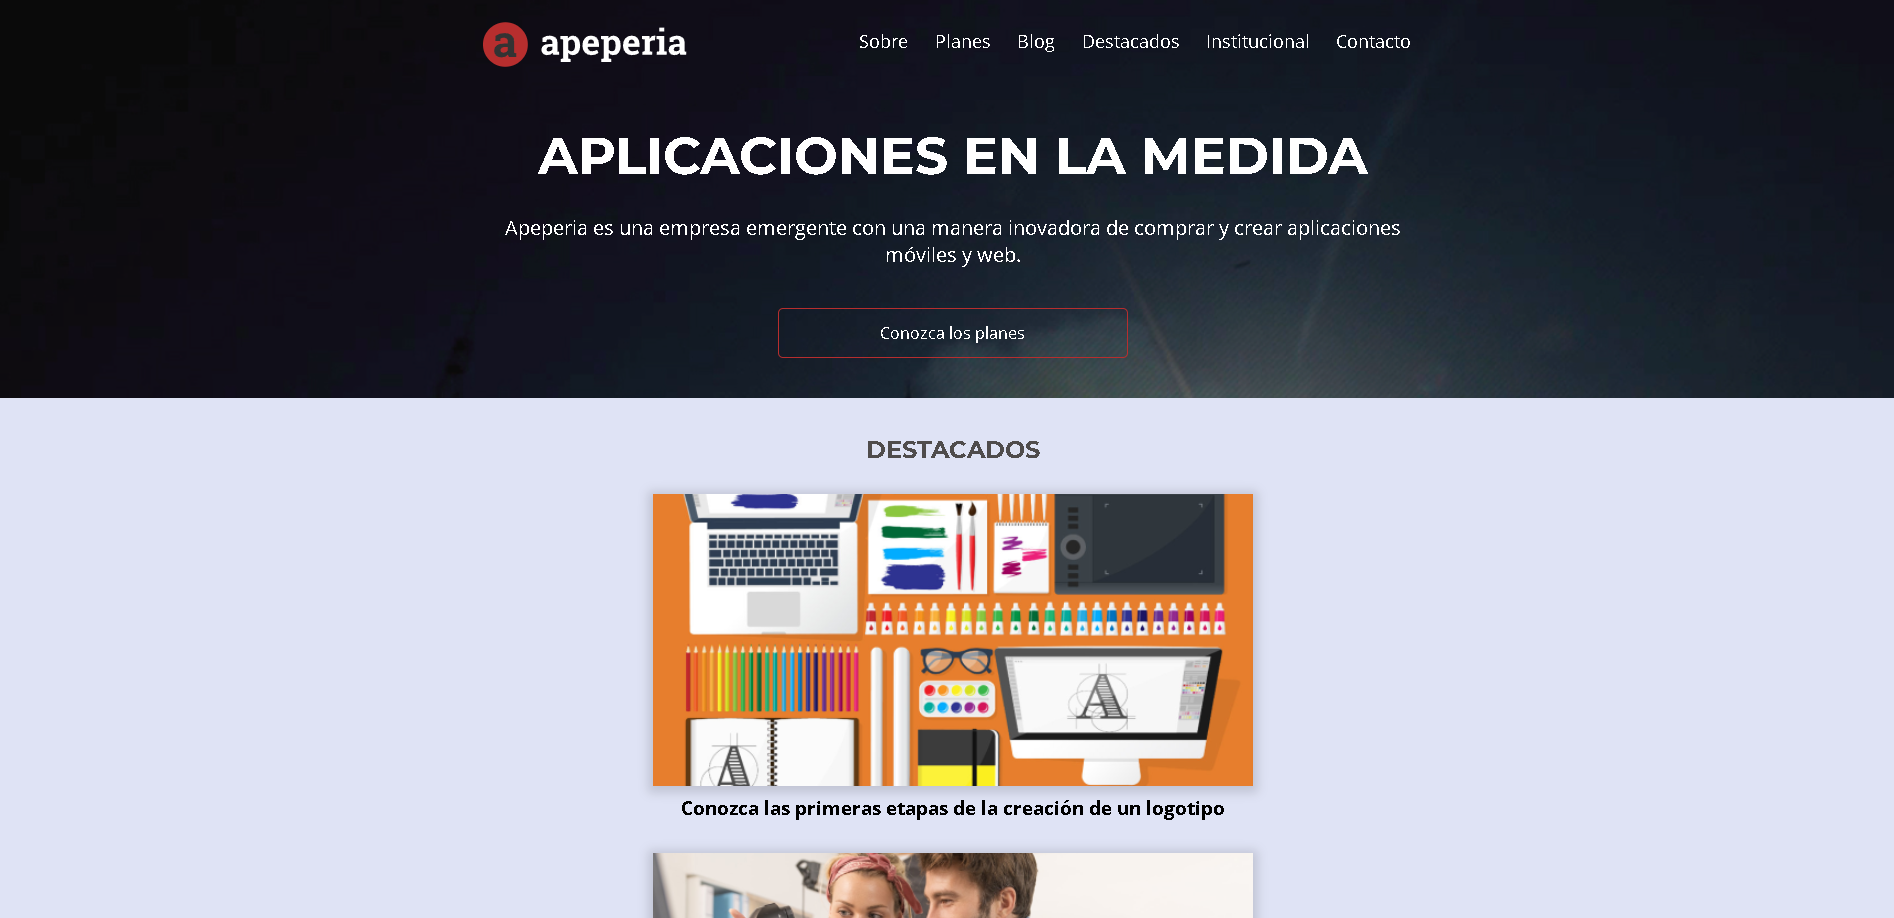 a apeperia
Sobre Planes Blog Destacados Institucional Contacto
APLICACIONES EN LA MEDIDA
Apeperia es una empresa emergente con una manera inovadora de comprar y crear aplicaciones
móviles y web.
Conozca los planes
DESTACADOS
A
A
Conozca las primeras etapas de la creación de un logotipo